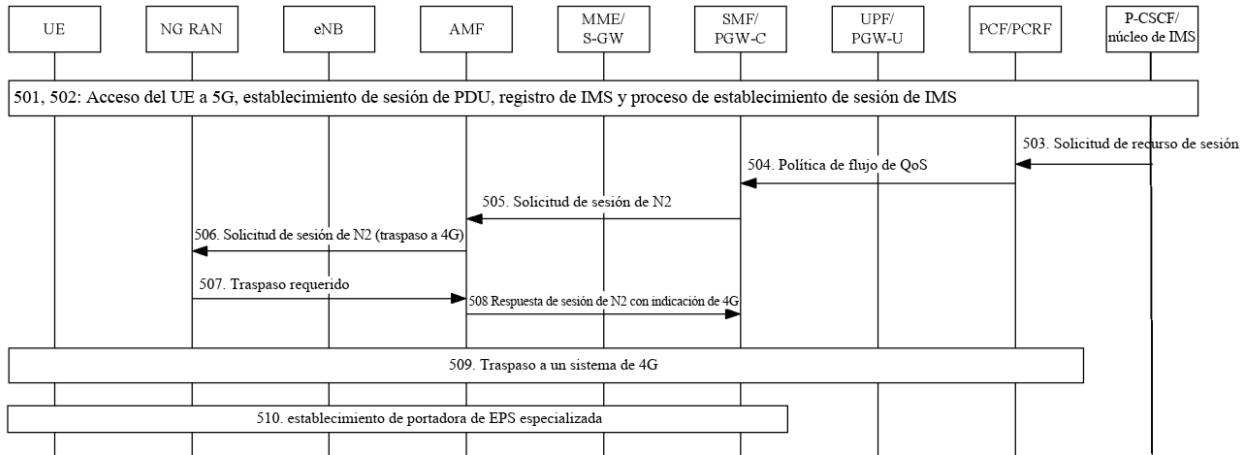 UE
NG RAN
eNB
AMF
MME/
S-GW
SMF/
PGW-C
UPF/
PGW-U
PCF/PCRF
P-CSCF/
núcleo de IMS
501, 502: Acceso del UE a 5G, establecimiento de sesión de PDU, registro de IMS y proceso de establecimiento de sesión de IMS
503. Solicitud de recurso de sesión
504. Política de flujo de QoS
505. Solicitud de sesión de N2
506. Solicitud de sesión de N2 (traspaso a 4G)
507. Traspaso requerido
508 Respuesta de sesión de N2 con indicación de 4G
509. Traspaso a un sistema de 4G
510. establecimiento de portadora de EPS especializada